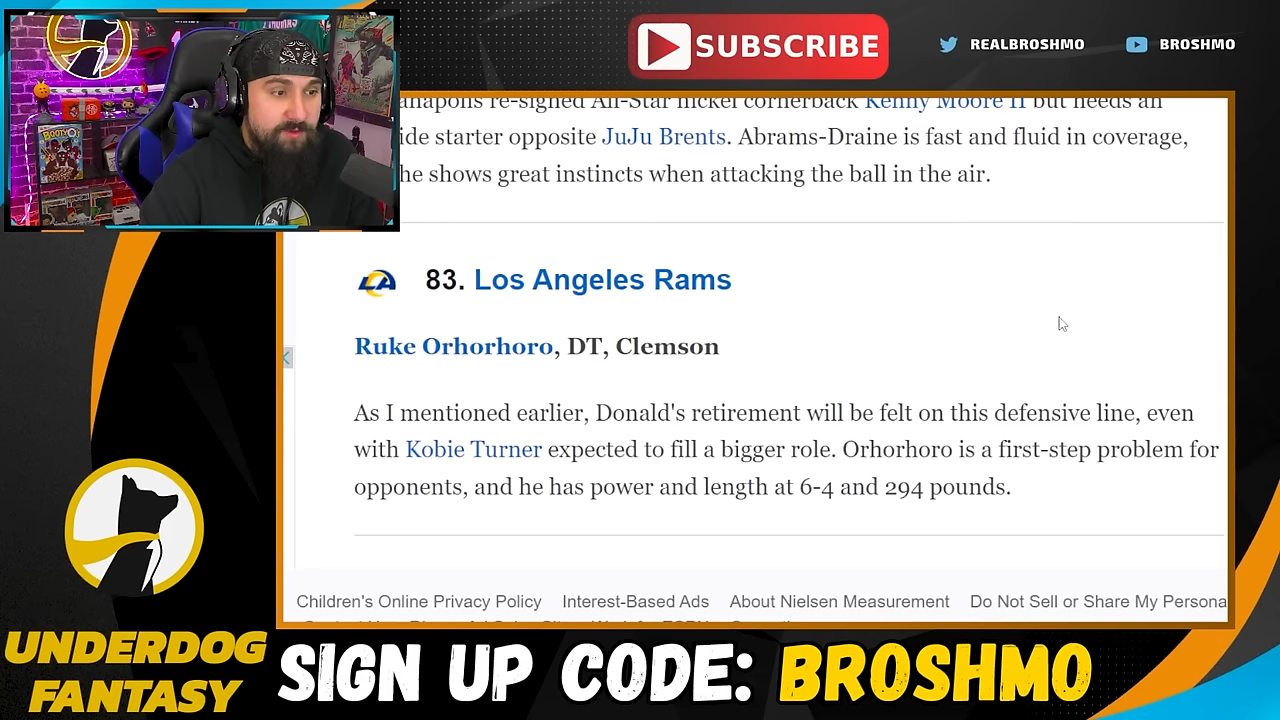 SUBSCRIBE
REALBROSHMO
BROSHMO
anapolis re-signed All-Star nickel cornerback Kenny Moore II but needs an
ide starter opposite JuJu Brents. Abrams-Draine is fast and fluid in coverage,
he shows great instincts when attacking the ball in the air.
83. Los Angeles Rams
Ruke Orhorhoro, DT, Clemson
As I mentioned earlier, Donald's retirement will be felt on this defensive line, even
with Kobie Turner expected to fill a bigger role. Orhorhoro is a first-step problem for
opponents, and he has power and length at 6-4 and 294 pounds.
Children's Online Privacy Policy Interest-Based Ads About Nielsen Measurement Do Not Sell or Share My Persona
UNDERDOG
FANTASY
SIGN UP CODE: BROSHMO